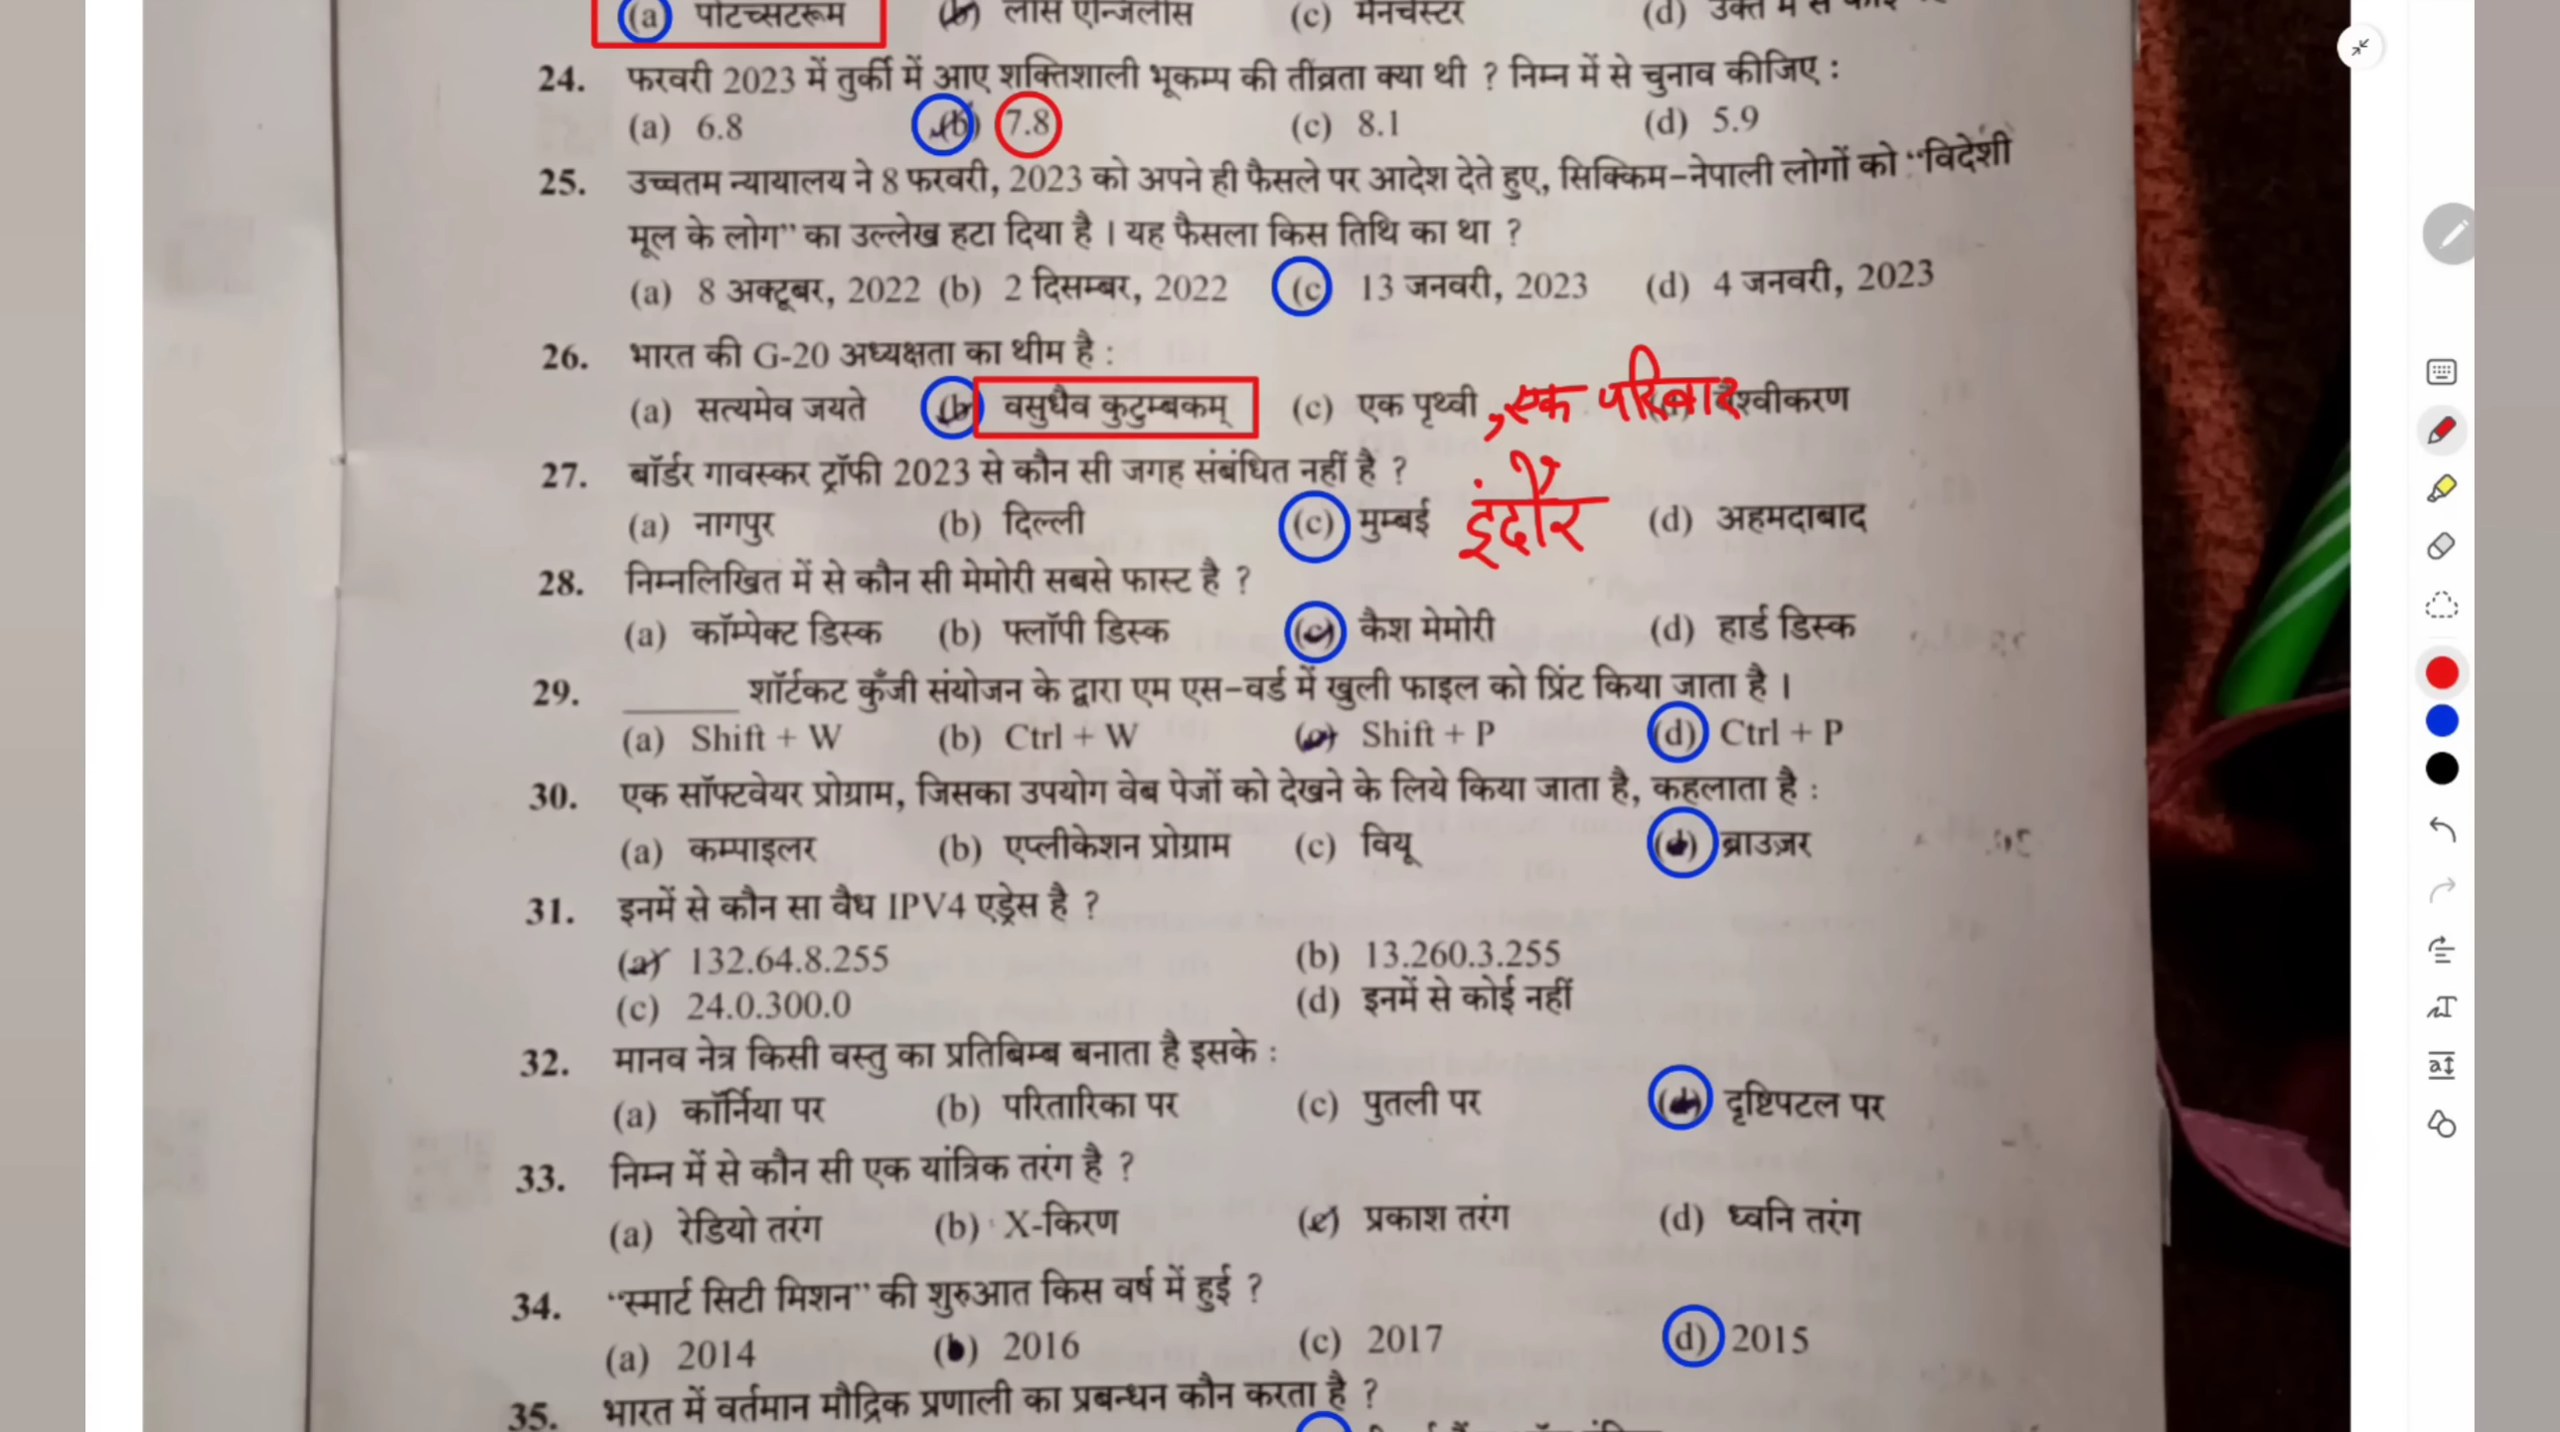 (a) पोटच्सटरूम (b) लॉस एन्जिलीस (c) मैनचेस्टर (d) उक्त में से
24. फरवरी 2023 में तुर्की में आए शक्तिशाली भूकम्प की तीव्रता क्या थी ? निम्न में से चुनाव कीजिए :
(a) 6.8 (b) 7.8 (c) 8.1 (d) 5.9
25. उच्चतम न्यायालय ने 8 फरवरी, 2023 को अपने ही फैसले पर आदेश देते हुए, सिक्किम-नेपाली लोगों को “विदेशी
मूल के लोग” का उल्लेख हटा दिया है । यह फैसला किस तिथि का था ?
(a) 8 अक्टूबर, 2022 (b) 2 दिसम्बर, 2022 (c) 13 जनवरी, 2023 (d) 4 जनवरी, 2023
26. भारत की G-20 अध्यक्षता का थीम है :
(a) सत्यमेव जयते (b) वसुधैव कुटुम्बकम् (c) एक पृथ्वी , एक परिवार (d) वैश्वीकरण
27. बॉर्डर गावस्कर ट्रॉफी 2023 से कौन सी जगह संबंधित नहीं है ?
(a) नागपुर (b) दिल्ली (c) मुम्बई इंदौर (d) अहमदाबाद
28. निम्नलिखित में से कौन सी मेमोरी सबसे फास्ट है ?
(a) कॉम्पेक्ट डिस्क (b) फ्लॉपी डिस्क (c) कैश मेमोरी (d) हार्ड डिस्क
29. ______ शॉर्टकट कुँजी संयोजन के द्वारा एम एस-वर्ड में खुली फाइल को प्रिंट किया जाता है ।
(a) Shift + W (b) Ctrl + W (c) Shift + P (d) Ctrl + P
30. एक सॉफ्टवेयर प्रोग्राम, जिसका उपयोग वेब पेजों को देखने के लिये किया जाता है, कहलाता है :
(a) कम्पाइलर (b) एप्लीकेशन प्रोग्राम (c) वियू (d) ब्राउज़र
31. इनमें से कौन सा वैध IPV4 एड्रेस है ?
(a) 132.64.8.255 (b) 13.260.3.255
(c) 24.0.300.0 (d) इनमें से कोई नहीं
32. मानव नेत्र किसी वस्तु का प्रतिबिम्ब बनाता है इसके :
(a) कॉर्निया पर (b) परितारिका पर (c) पुतली पर (d) दृष्टिपटल पर
33. निम्न में से कौन सी एक यांत्रिक तरंग है ?
(a) रेडियो तरंग (b) X-किरण (c) प्रकाश तरंग (d) ध्वनि तरंग
34. “स्मार्ट सिटी मिशन” की शुरुआत किस वर्ष में हुई ?
(a) 2014 (b) 2016 (c) 2017 (d) 2015
35. भारत में वर्तमान मौद्रिक प्रणाली का प्रबन्धन कौन करता है ?